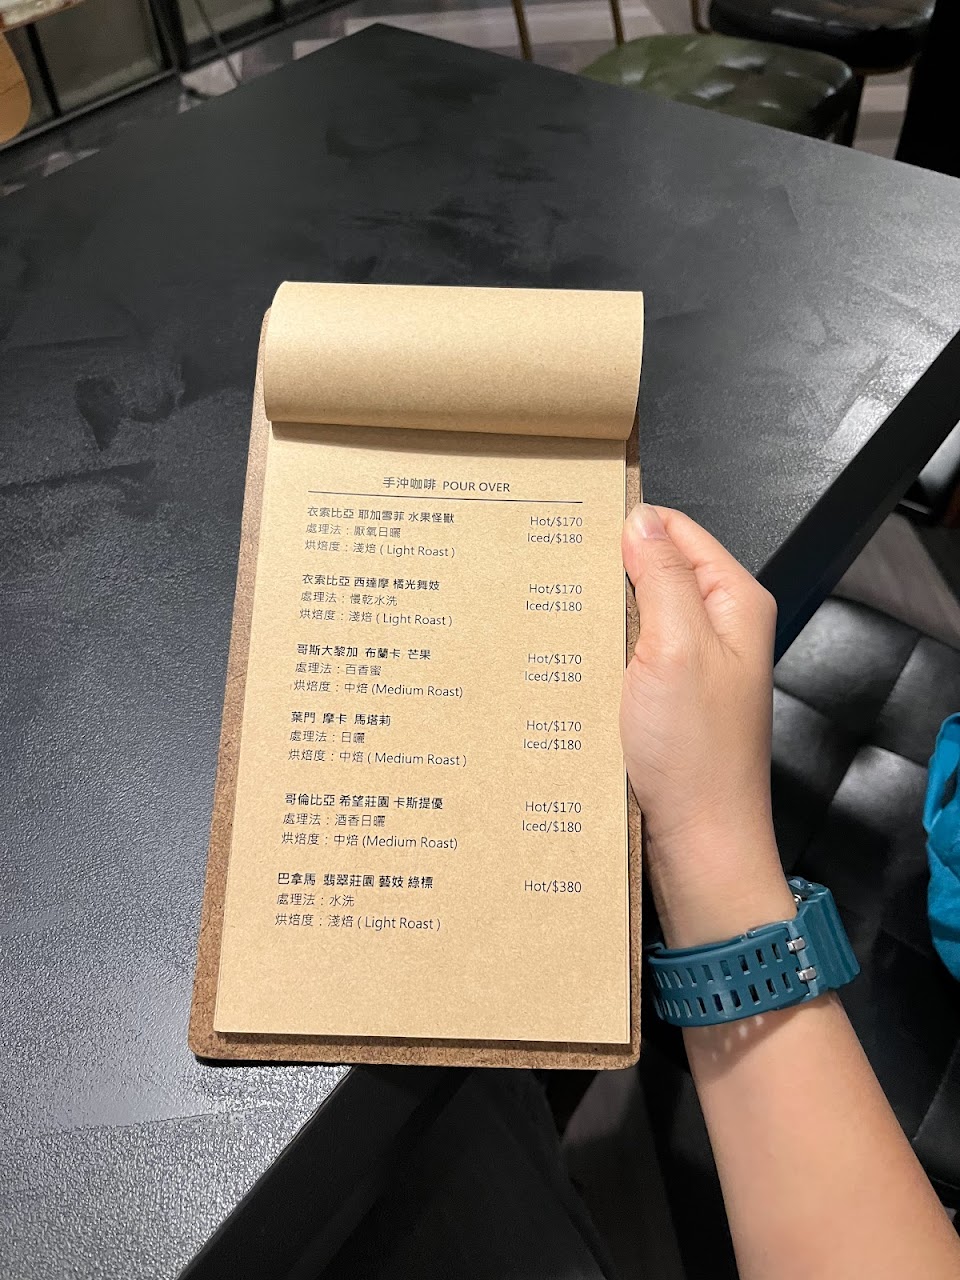 手沖咖啡 POUR OVER
衣索比亞 耶加雪菲 水果怪獸 Hot/$170
處理法：厭氧日曬 Iced/$180
烘焙度：淺焙 ( Light Roast )
衣索比亞 西達摩 橘光舞妓 Hot/$170
處理法：慢乾水洗 Iced/$180
烘焙度：淺焙 ( Light Roast )
哥斯大黎加 布蘭卡 芒果 Hot/$170
處理法：百香蜜 Iced/$180
烘焙度：中焙 (Medium Roast)
葉門 摩卡 馬塔莉 Hot/$170
處理法：日曬 Iced/$180
烘焙度：中焙 ( Medium Roast )
哥倫比亞 希望莊園 卡斯提優 Hot/$170
處理法：酒香日曬 Iced/$180
烘焙度：中焙 (Medium Roast)
巴拿馬 翡翠莊園 藝妓 綠標 Hot/$380
處理法：水洗
烘焙度：淺焙 ( Light Roast )